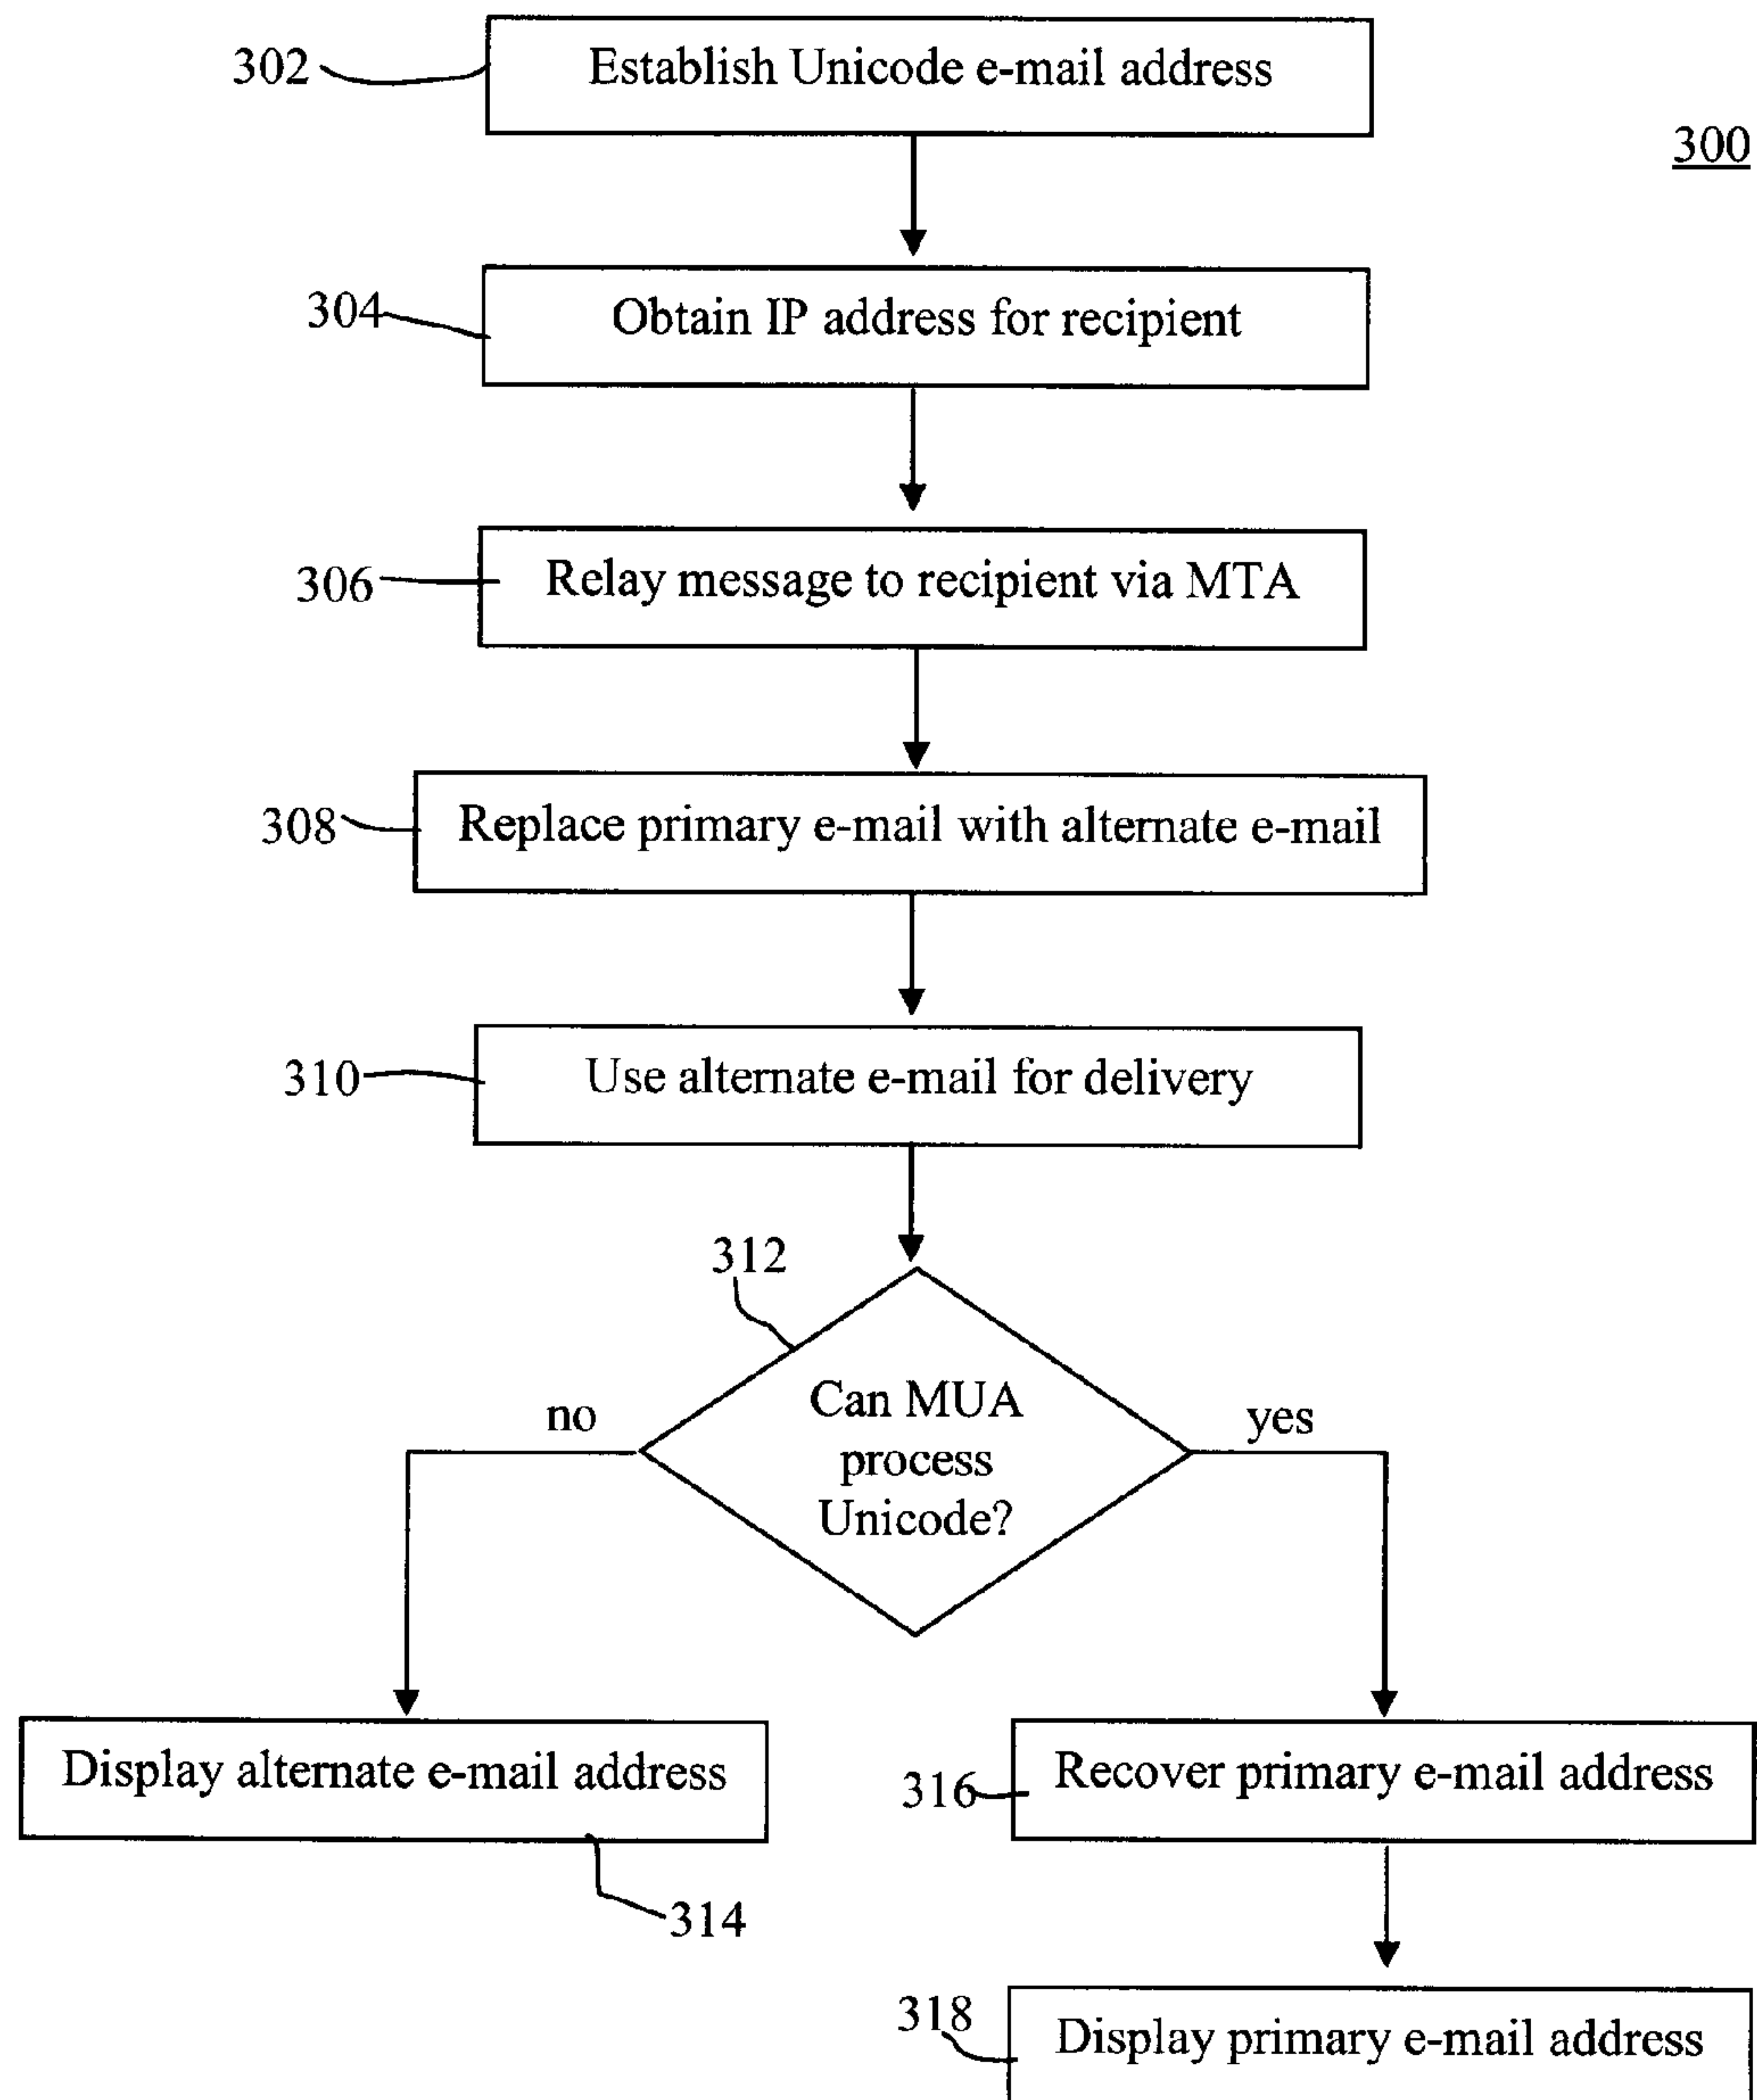 302
Establish Unicode e-mail address
300
304
Obtain IP address for recipient
306
Relay message to recipient via MTA
308
Replace primary e-mail with alternate e-mail
310
Use alternate e-mail for delivery
312
no
Can MUA
process
Unicode?
yes
Display alternate e-mail address
314
316
Recover primary e-mail address
318
Display primary e-mail address